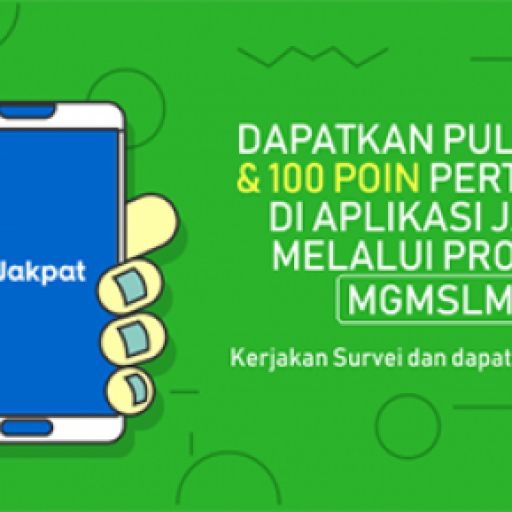 Jakpat
DAPATKAN PUL
& 100 POIN PERT
DI APLIKASI J
MELALUI PRO
MGMSLM
Kerjakan Survei dan dapat